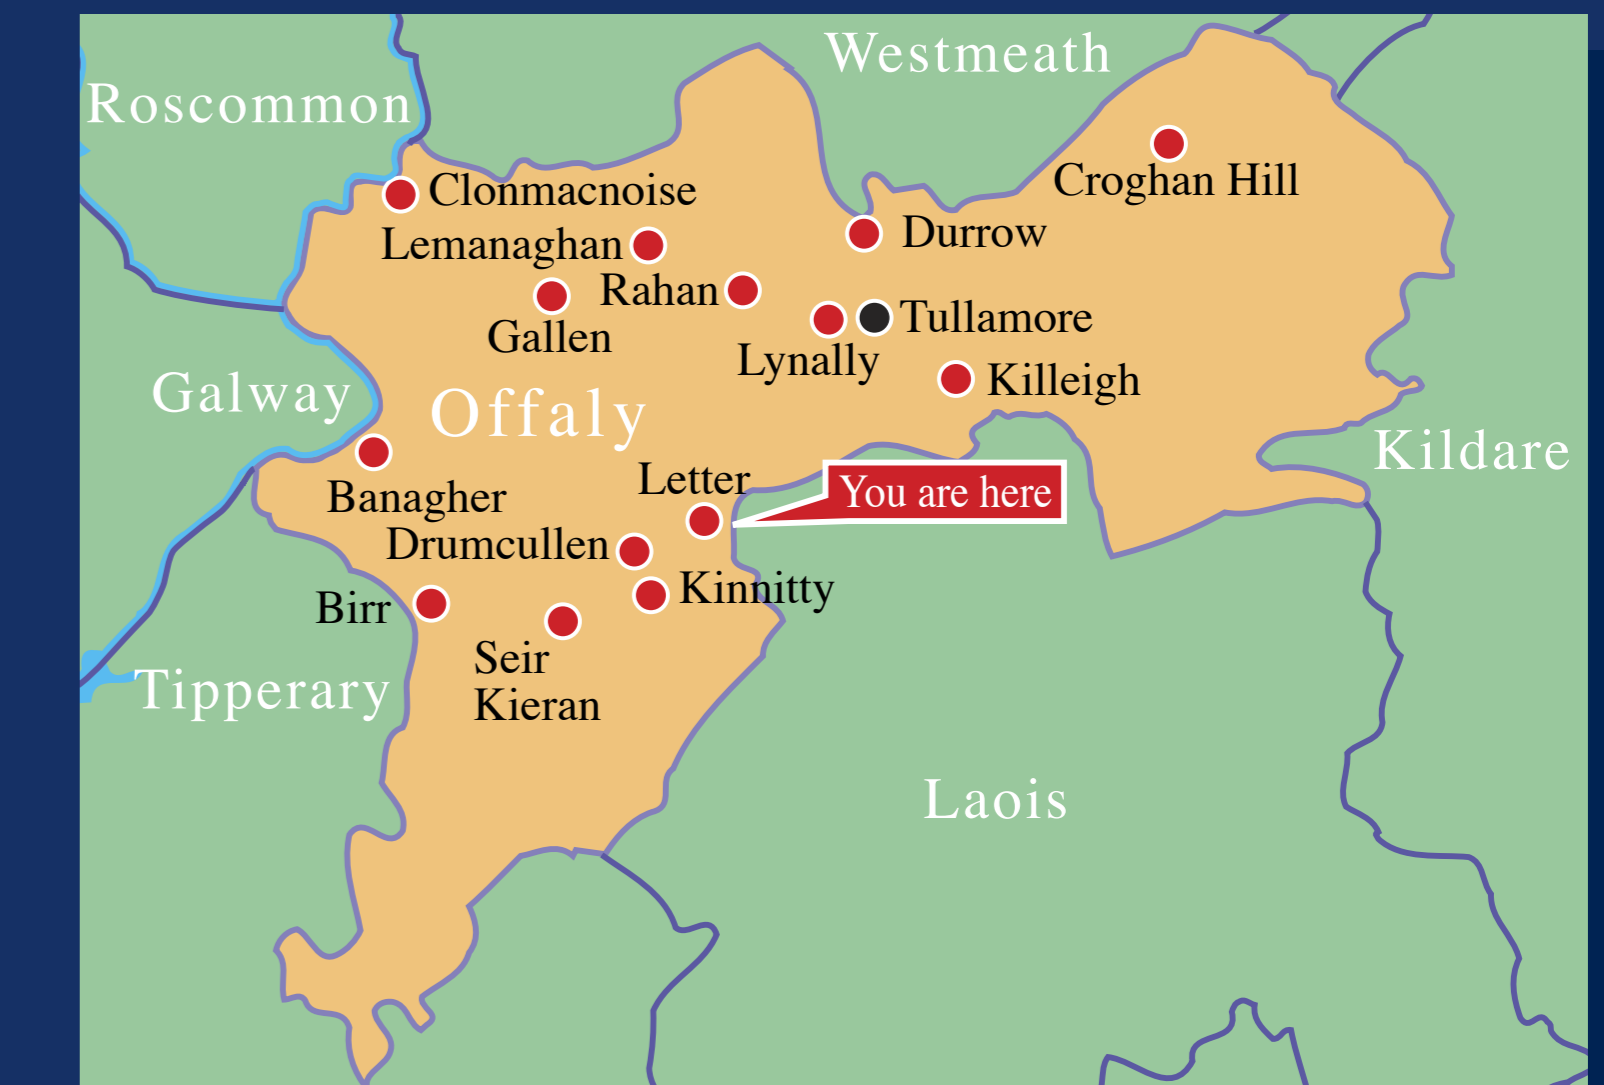 Westmeath
Roscommon
Croghan Hill
Clonmacnoise
Durrow
Lemanaghan
Rahan
Tullamore
Gallen
Lynally
Killeigh
Galway
Offaly
Kildare
Letter
You are here
Banagher
Drumcullen
Kinnitty
Birr
Seir
Kieran
Tipperary
Laois